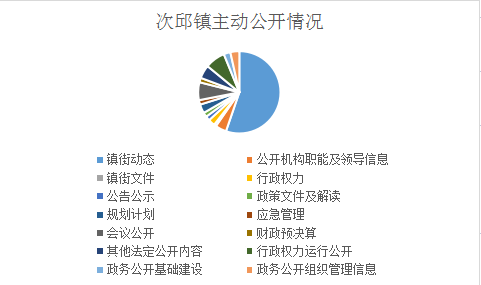 次邱镇主动公开情况
镇街动态 公开机构职能及领导信息
镇街文件 行政权力
公告公示 政策文件及解读
规划计划 应急管理
会议公开 财政预决算
其他法定公开内容 行政权力运行公开
政务公开基础建设 政务公开组织管理信息